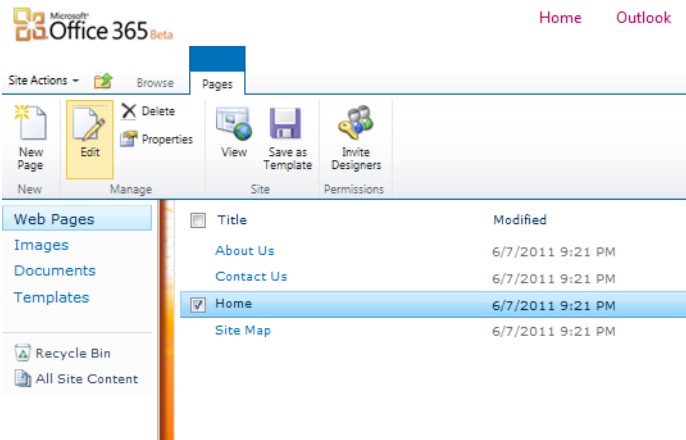 Microsoft®
Office 365 Beta
Home Outlook
Site Actions Browse Pages
New Page
Edit
Delete
Properties
View
Save as Template
Invite Designers
New Manage Site Permissions
Web Pages
Images
Documents
Templates
Recycle Bin
All Site Content
Title Modified
About Us 6/7/2011 9:21 PM
Contact Us 6/7/2011 9:21 PM
Home 6/7/2011 9:21 PM
Site Map 6/7/2011 9:21 PM